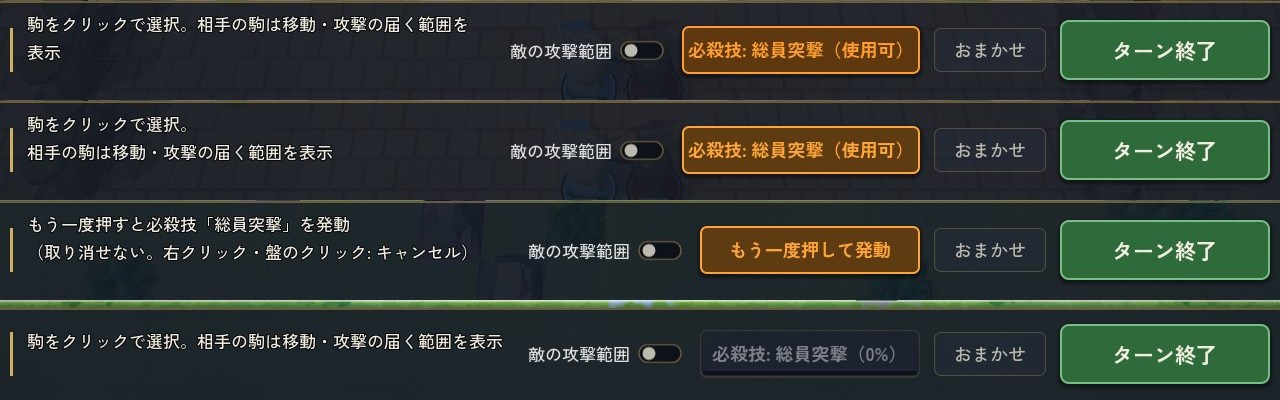 駒をクリックで選択。相手の駒は移動・攻撃の届く範囲を
表示
敵の攻撃範囲
必殺技: 総員突撃（使用可）
おまかせ
ターン終了
駒をクリックで選択。
相手の駒は移動・攻撃の届く範囲を表示
敵の攻撃範囲
必殺技: 総員突撃（使用可）
おまかせ
ターン終了
もう一度押すと必殺技「総員突撃」を発動
（取り消せない。右クリック・盤のクリック: キャンセル）
敵の攻撃範囲
もう一度押して発動
おまかせ
ターン終了
駒をクリックで選択。相手の駒は移動・攻撃の届く範囲を表示
敵の攻撃範囲
必殺技: 総員突撃（0%）
おまかせ
ターン終了